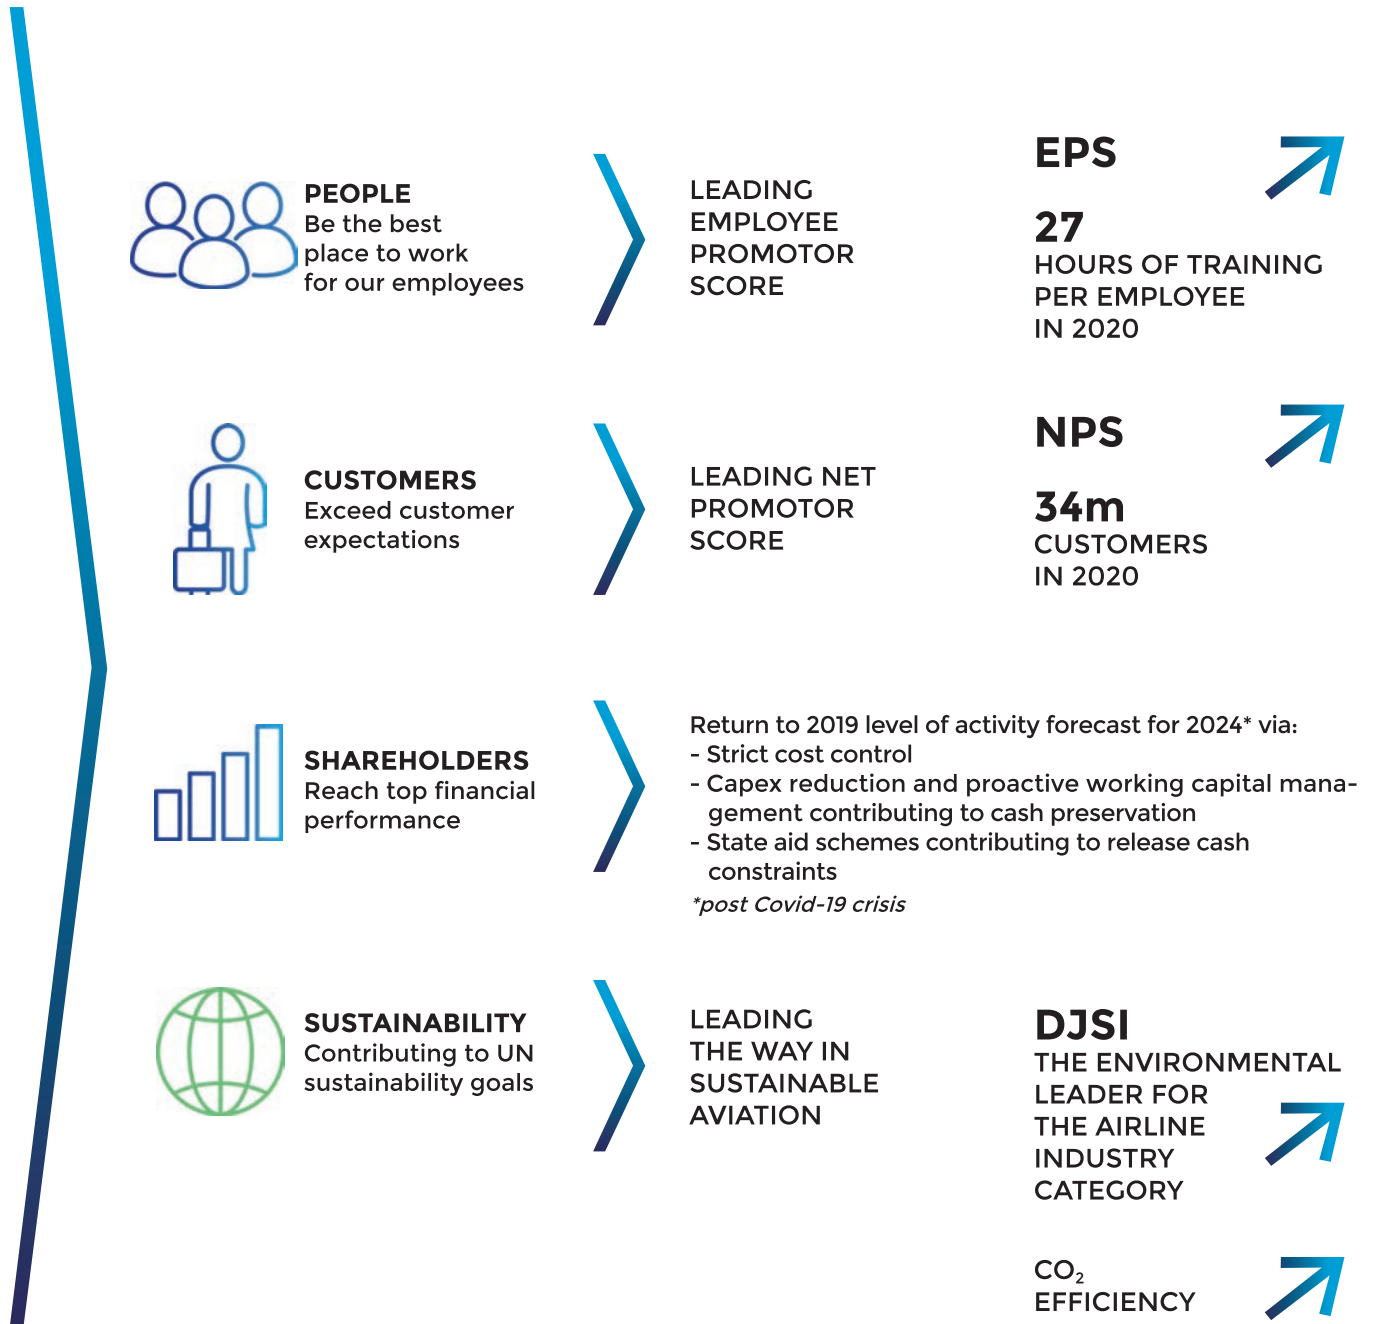 PEOPLE
Be the best
place to work
for our employees
LEADING
EMPLOYEE
PROMOTOR
SCORE
EPS
27
HOURS OF TRAINING
PER EMPLOYEE
IN 2020
CUSTOMERS
Exceed customer
expectations
LEADING NET
PROMOTOR
SCORE
NPS
34m
CUSTOMERS
IN 2020
SHAREHOLDERS
Reach top financial
performance
Return to 2019 level of activity forecast for 2024* via:
- Strict cost control
- Capex reduction and proactive working capital mana-
gement contributing to cash preservation
- State aid schemes contributing to release cash
constraints
*post Covid-19 crisis
SUSTAINABILITY
Contributing to UN
sustainability goals
LEADING
THE WAY IN
SUSTAINABLE
AVIATION
DJSI
THE ENVIRONMENTAL
LEADER FOR
THE AIRLINE
INDUSTRY
CATEGORY
CO₂
EFFICIENCY